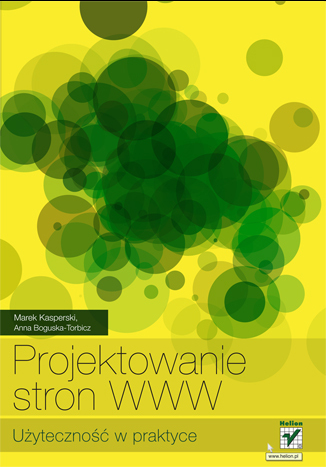 Marek Kasperski,
Anna Boguska-Torbicz
Projektowanie
stron WWW
Użyteczność w praktyce
Helion
www.helion.pl